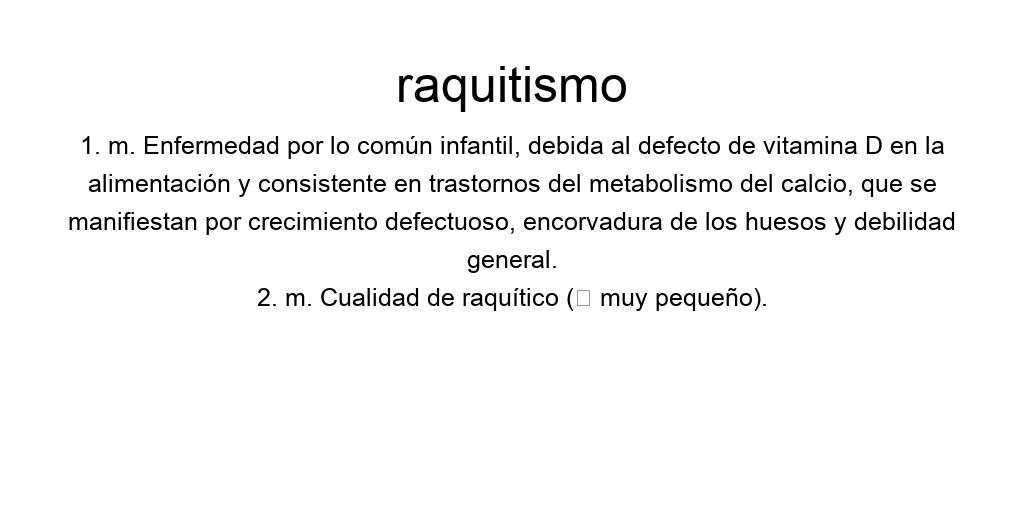 raquitismo
1. m. Enfermedad por lo común infantil, debida al defecto de vitamina D en la
alimentación y consistente en trastornos del metabolismo del calcio, que se
manifiestan por crecimiento defectuoso, encorvadura de los huesos y debilidad
general.
2. m. Cualidad de raquítico (▯ muy pequeño).